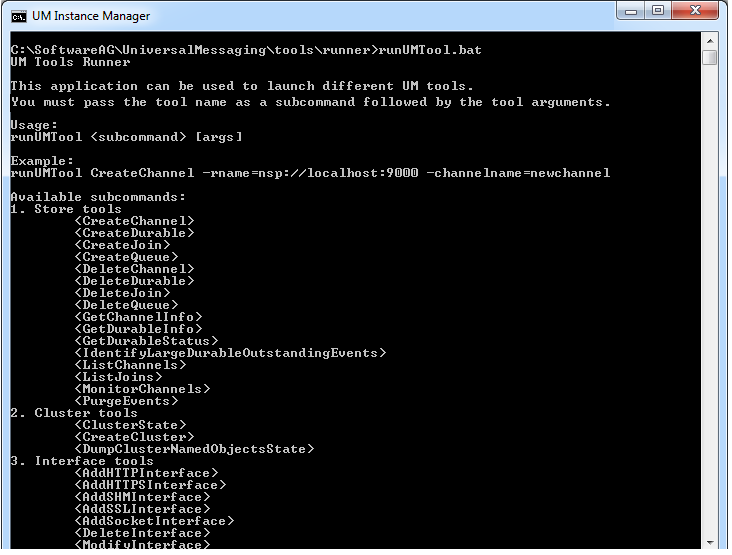 UM Instance Manager
C:\SoftwareAG\UniversalMessaging\tools\runner>runUMTool.bat
UM Tools Runner
This application can be used to launch different UM tools.
You must pass the tool name as a subcommand followed by the tool arguments.
Usage:
runUMTool <subcommand> [args]
Example:
runUMTool CreateChannel -rname=nsp://localhost:9000 -channelname=newchannel
Available subcommands:
1. Store tools
<CreateChannel>
<CreateDurable>
<CreateJoin>
<CreateQueue>
<DeleteChannel>
<DeleteDurable>
<DeleteJoin>
<DeleteQueue>
<GetChannelInfo>
<GetDurableInfo>
<GetDurableStatus>
<IdentifyLargeDurableOutstandingEvents>
<ListChannels>
<ListJoins>
<MonitorChannels>
<PurgeEvents>
2. Cluster tools
<ClusterState>
<CreateCluster>
<DumpClusterNamedObjectsState>
3. Interface tools
<AddHTTPInterface>
<AddHTTPSInterface>
<AddSHMInterface>
<AddSSLInterface>
<AddSocketInterface>
<DeleteInterface>
<ModifyInterface>